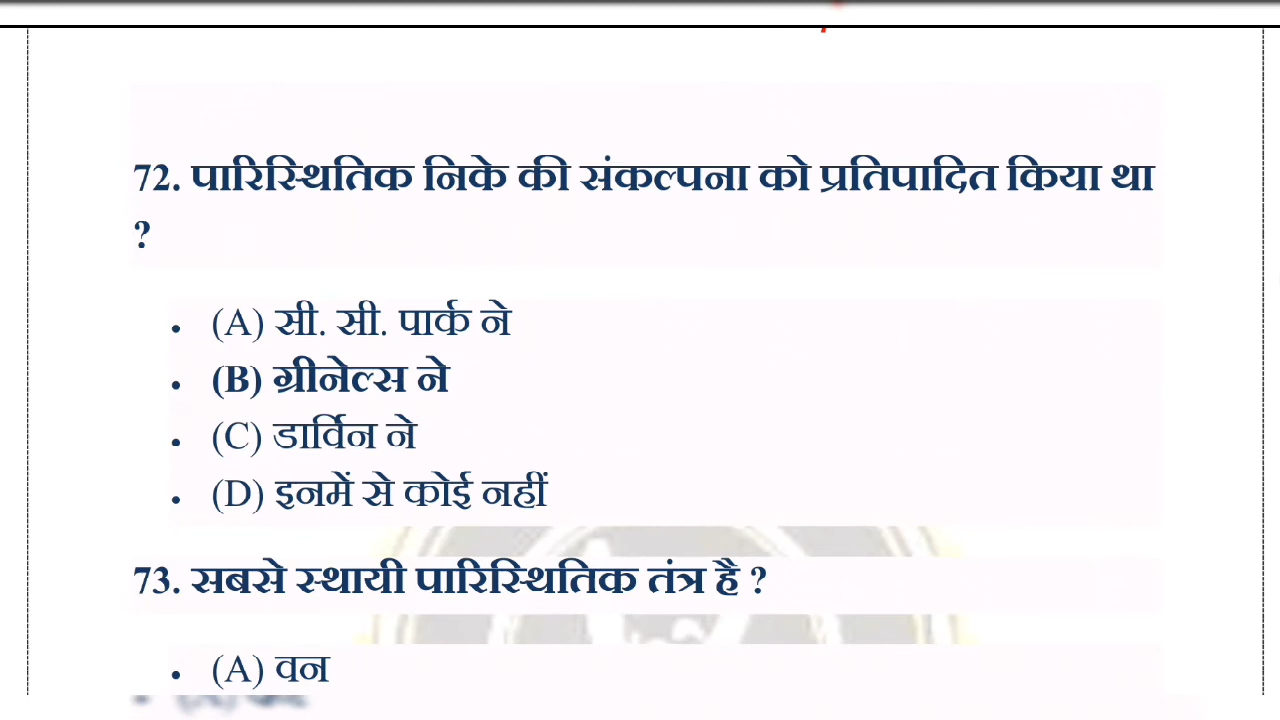 72. पारिस्थितिक निके की संकल्पना को प्रतिपादित किया था
?
• (A) सी. सी. पार्क ने
• (B) ग्रीनेल्स ने
• (C) डार्विन ने
• (D) इनमें से कोई नहीं
73. सबसे स्थायी पारिस्थितिक तंत्र है ?
• (A) वन